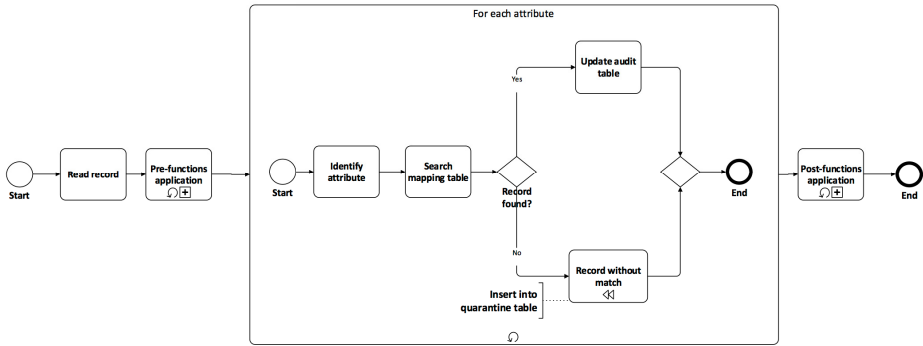 For each attribute
Start
Read record
Pre-functions
application
Start
Identify
attribute
Search
mapping table
Record
found?
Yes
Update audit
table
No
Record without
match
Insert into
quarantine table
End
Post-functions
application
End